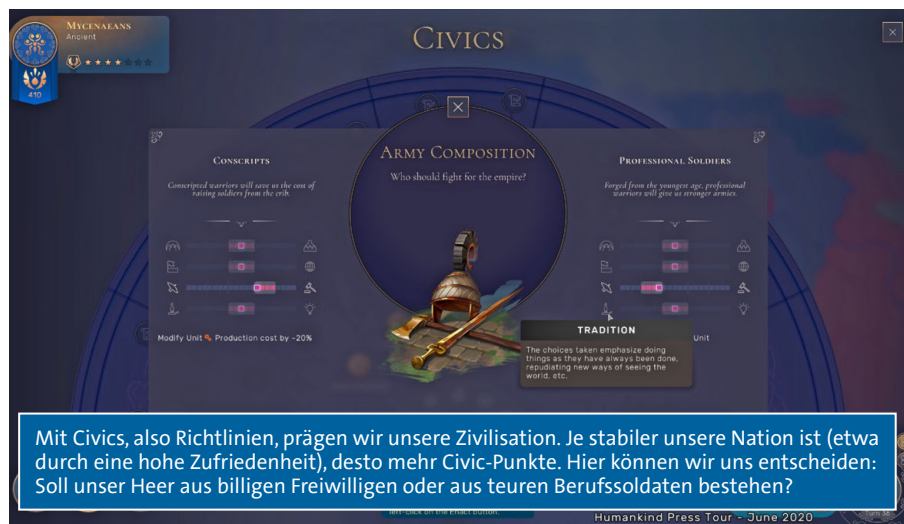 MYCENAEANS
Ancient
410
CIVICS
CONSCRIPTS
Conscripted warriors will save us the cost of
raising soldiers from the crib.
Modify Unit Production cost by -20%
ARMY COMPOSITION
Who should fight for the empire?
PROFESSIONAL SOLDIERS
Forged from the youngest age, professional
warriors will give us stronger armies.
Unit
TRADITION
The choices taken emphasize doing
things as they have always been done,
repudiating new ways of seeing the
world, etc.
Mit Civics, also Richtlinien, prägen wir unsere Zivilisation. Je stabiler unsere Nation ist (etwa
durch eine hohe Zufriedenheit), desto mehr Civic-Punkte. Hier können wir uns entscheiden:
Soll unser Heer aus billigen Freiwilligen oder aus teuren Berufssoldaten bestehen?
left-click on the Enact button.
Humankind Press Tour - June 2020